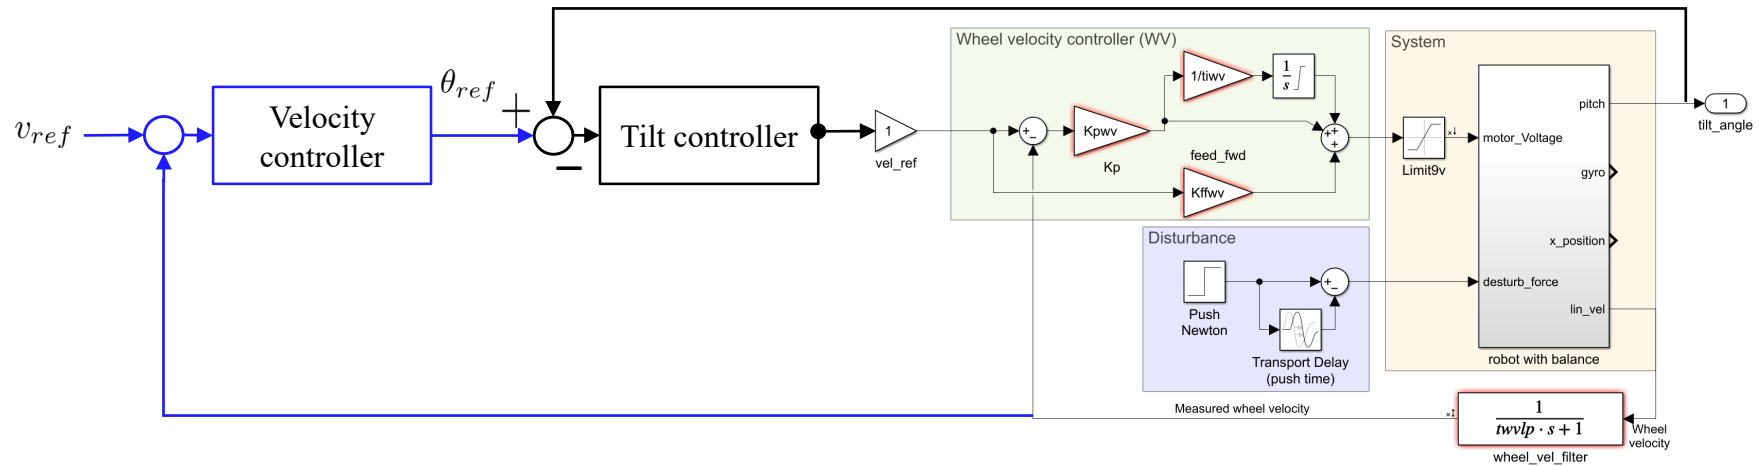 v_ref
Velocity
controller
θ_ref
+
−
Tilt controller
1
vel_ref
Wheel velocity controller (WV)
+
−
Kpwv
Kp
1/tiwv
1
s
feed_fwd
Kffwv
+
+
+
System
Limit9v
motor_Voltage
desturb_force
pitch
gyro
x_position
lin_vel
robot with balance
1
tilt_angle
Disturbance
Push
Newton
+
−
Transport Delay
(push time)
Measured wheel velocity
1
twvlp · s + 1
wheel_vel_filter
Wheel
velocity